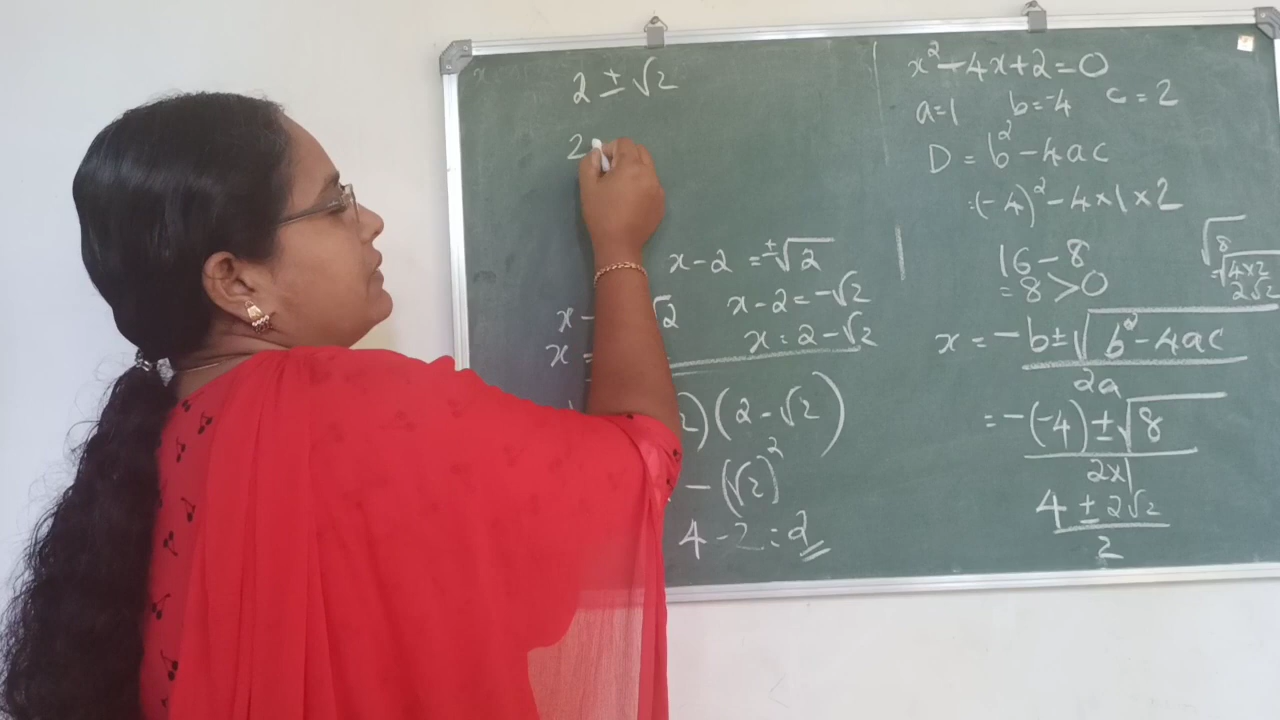 2 ± √2
2
x-2 = ±√2
x- √2 x-2 = -√2
x = x = 2-√2
2)(2-√2)
- (√2)²
4-2 = 2
x²-4x+2=0
a=1 b=-4 c=2
D = b²-4ac
=(-4)²-4×1×2
16-8
=8>0
√8
=√4×2
2√2
x = -b±√b²-4ac
2a
= -(-4)±√8
2×1
4±2√2
2